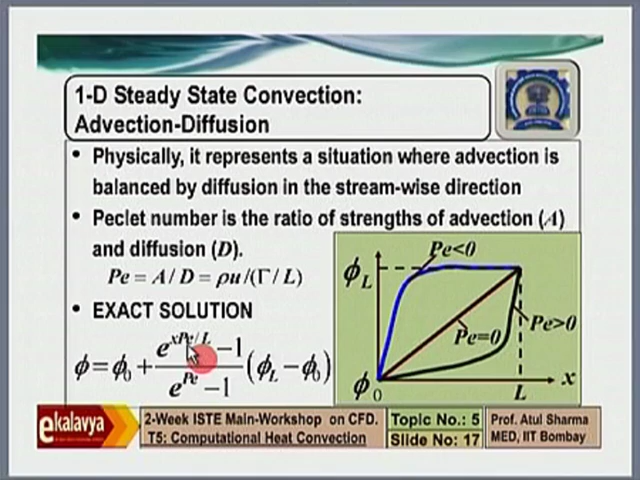 1-D Steady State Convection:
Advection-Diffusion
• Physically, it represents a situation where advection is
balanced by diffusion in the stream-wise direction
• Peclet number is the ratio of strengths of advection (A)
and diffusion (D).
Pe = A / D = ρu /(Γ / L)
• EXACT SOLUTION
ϕ = ϕ₀ + (e^{xPe/L} − 1)/(e^{Pe} − 1) (ϕ_L − ϕ₀)
Pe<0
ϕ_L
Pe>0
Pe=0
ϕ₀
L
x
ekalavya
2-Week ISTE Main-Workshop on CFD.
T5: Computational Heat Convection
Topic No.: 5
Slide No: 17
Prof. Atul Sharma
MED, IIT Bombay